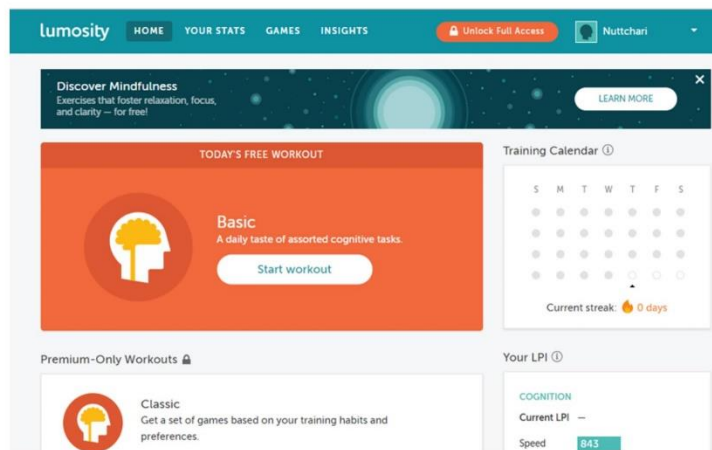 lumosity HOME YOUR STATS GAMES INSIGHTS Unlock Full Access Nuttchari
Discover Mindfulness
Exercises that foster relaxation, focus,
and clarity — for free!
LEARN MORE
TODAY'S FREE WORKOUT
Basic
A daily taste of assorted cognitive tasks.
Start workout
Training Calendar
S M T W T F S
Current streak: 0 days
Premium-Only Workouts
Classic
Get a set of games based on your training habits and
preferences.
Your LPI
COGNITION
Current LPI —
Speed 843